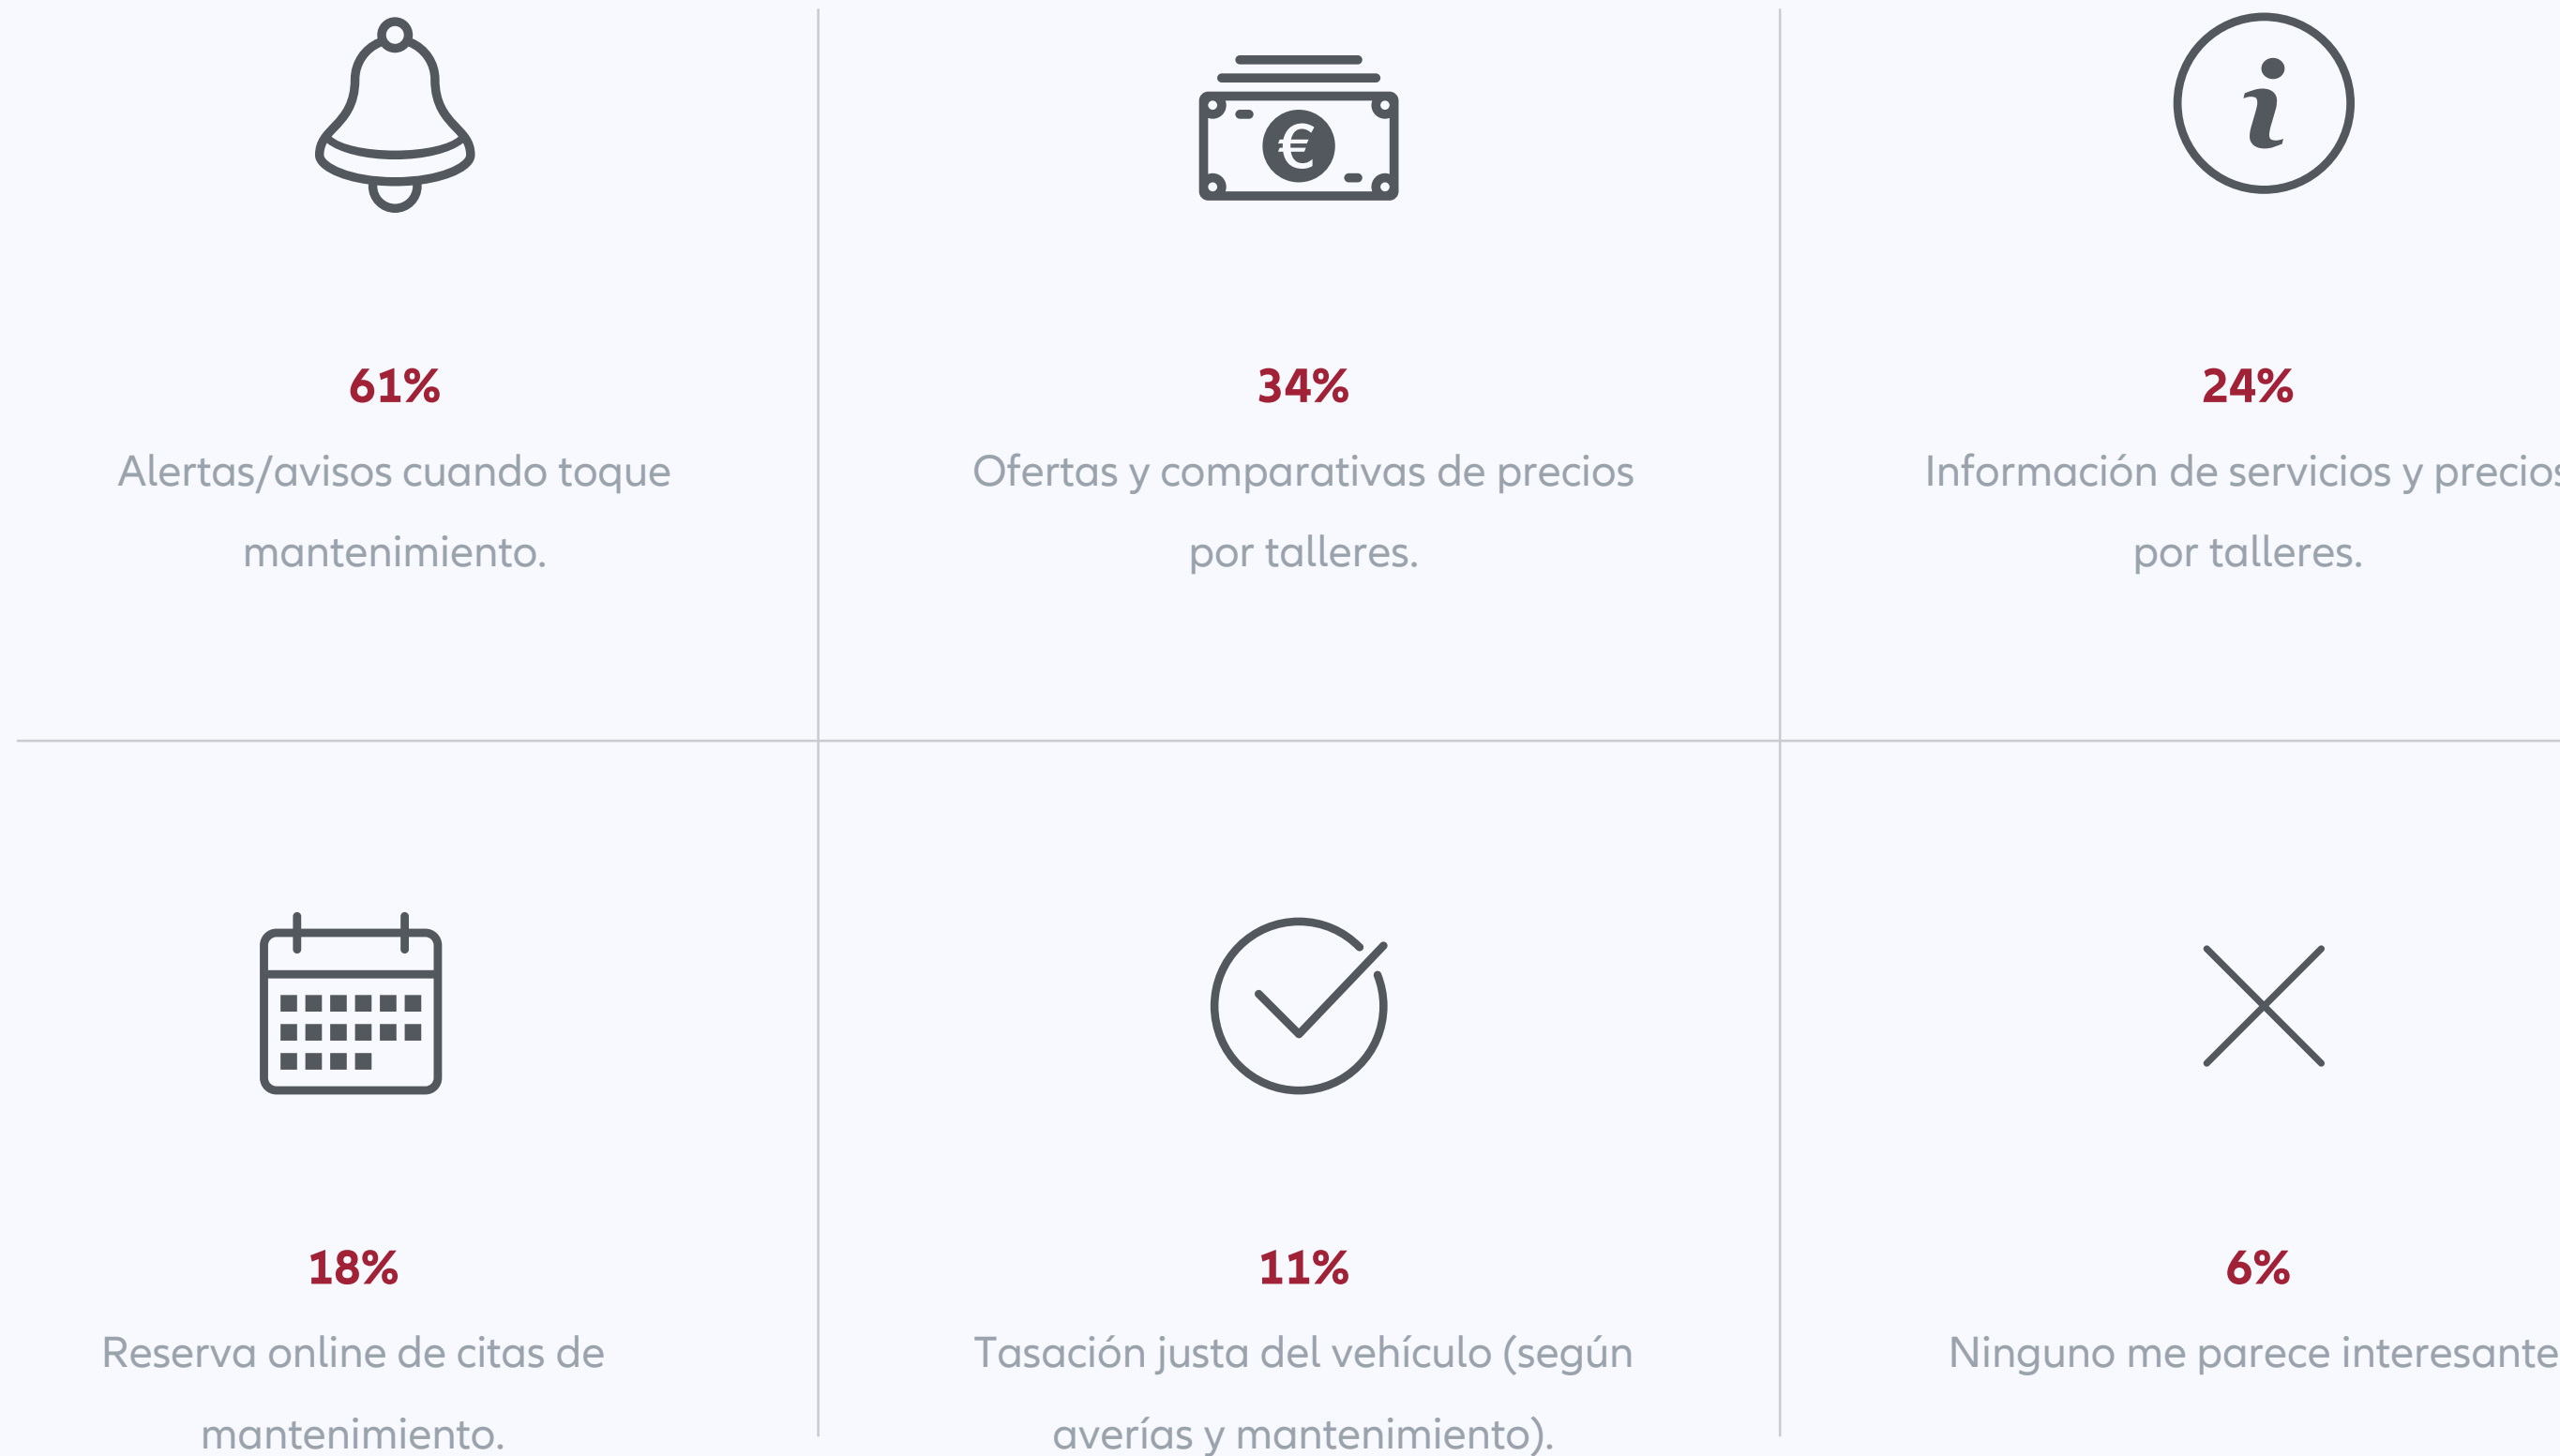 61%
Alertas/avisos cuando toque
mantenimiento.
34%
Ofertas y comparativas de precios
por talleres.
24%
Información de servicios y precios
por talleres.
18%
Reserva online de citas de
mantenimiento.
11%
Tasación justa del vehículo (según
averías y mantenimiento).
6%
Ninguno me parece interesante